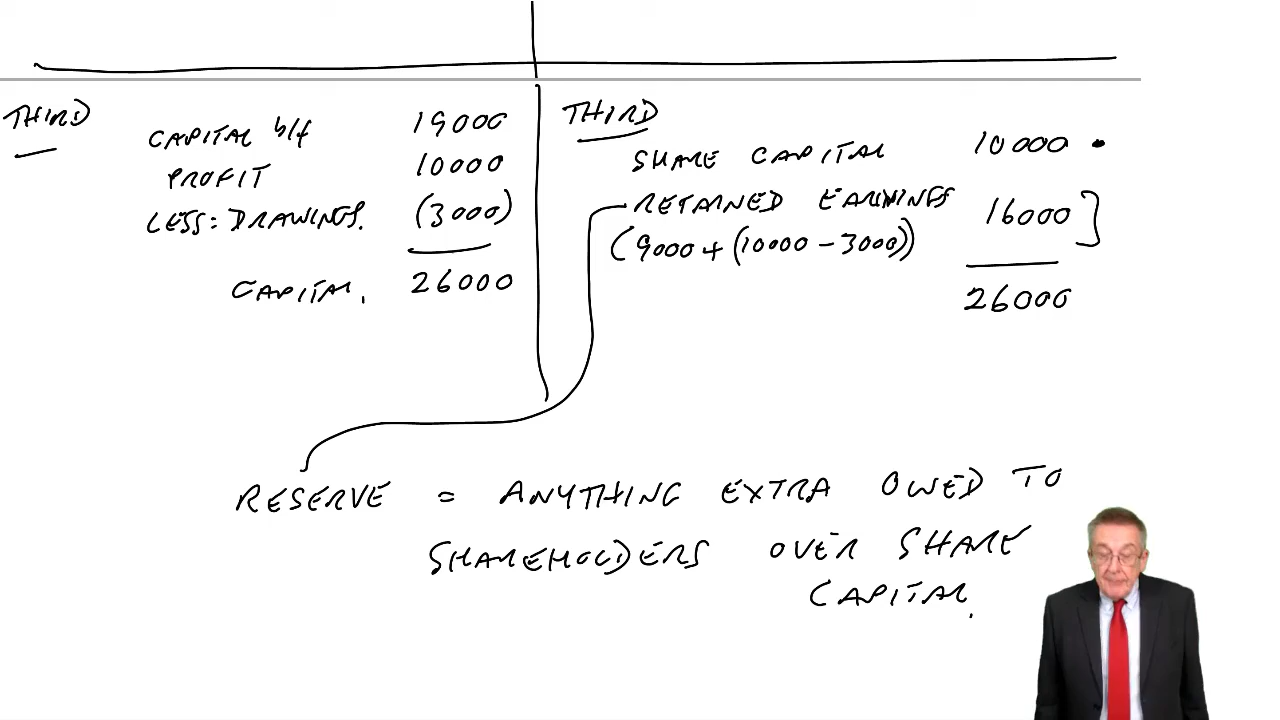 THIRD
CAPITAL b/f 19000
PROFIT 10000
LESS: DRAWINGS. (3000)
CAPITAL. 26000
THIRD
SHARE CAPITAL 10000
RETAINED EARNINGS 16000
(9000 + (10000 - 3000))
26000
RESERVE = ANYTHING EXTRA OWED TO
SHAREHOLDERS OVER SHARE
CAPITAL.